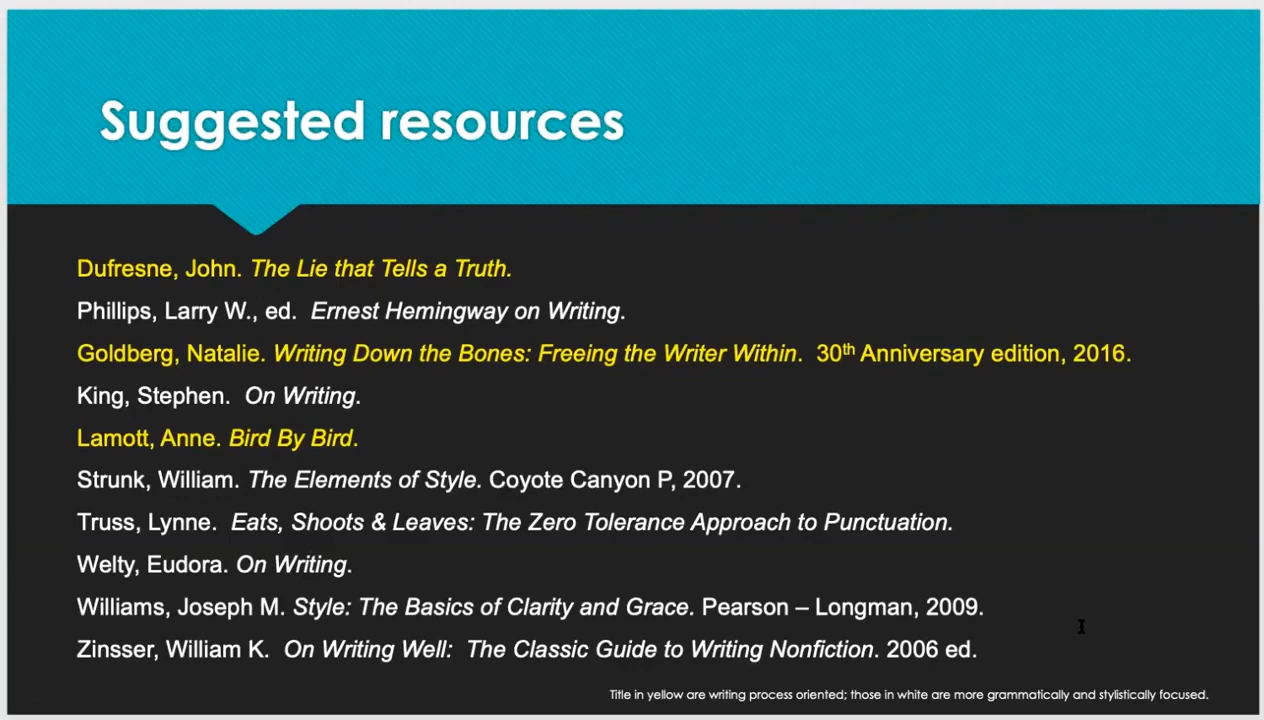 Suggested resources
Dufresne, John. The Lie that Tells a Truth.
Phillips, Larry W., ed. Ernest Hemingway on Writing.
Goldberg, Natalie. Writing Down the Bones: Freeing the Writer Within. 30th Anniversary edition, 2016.
King, Stephen. On Writing.
Lamott, Anne. Bird By Bird.
Strunk, William. The Elements of Style. Coyote Canyon P, 2007.
Truss, Lynne. Eats, Shoots & Leaves: The Zero Tolerance Approach to Punctuation.
Welty, Eudora. On Writing.
Williams, Joseph M. Style: The Basics of Clarity and Grace. Pearson – Longman, 2009.
Zinsser, William K. On Writing Well: The Classic Guide to Writing Nonfiction. 2006 ed.
Title in yellow are writing process oriented; those in white are more grammatically and stylistically focused.